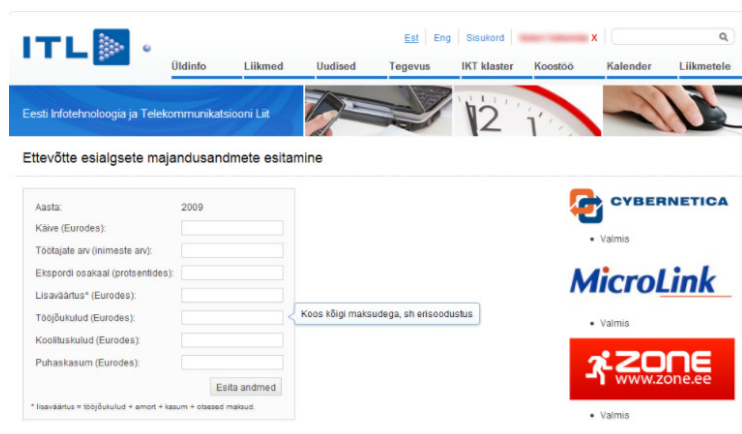 ITL
Est Eng Sisukord X
Üldinfo Liikmed Uudised Tegevus IKT klaster Koostöö Kalender Liikmetele
Eesti Infotehnoloogia ja Telekommunikatsiooni Liit
12
Ettevõtte esialgsete majandusandmete esitamine
Aasta: 2009
Käive (Eurodes):
Töötajate arv (inimeste arv):
Ekspordi osakaal (protsentides):
Lisaväärtus* (Eurodes):
Tööjõukulud (Eurodes):
Koos kõigi maksudega, sh erisoodustus
Koolituskulud (Eurodes):
Puhaskasum (Eurodes):
Esita andmed
* lisaväärtus = tööjõukulud + amort + kasum + otsesed maksud.
CYBERNETICA
• Valmis
MicroLink
• Valmis
ZONE
www.zone.ee
• Valmis